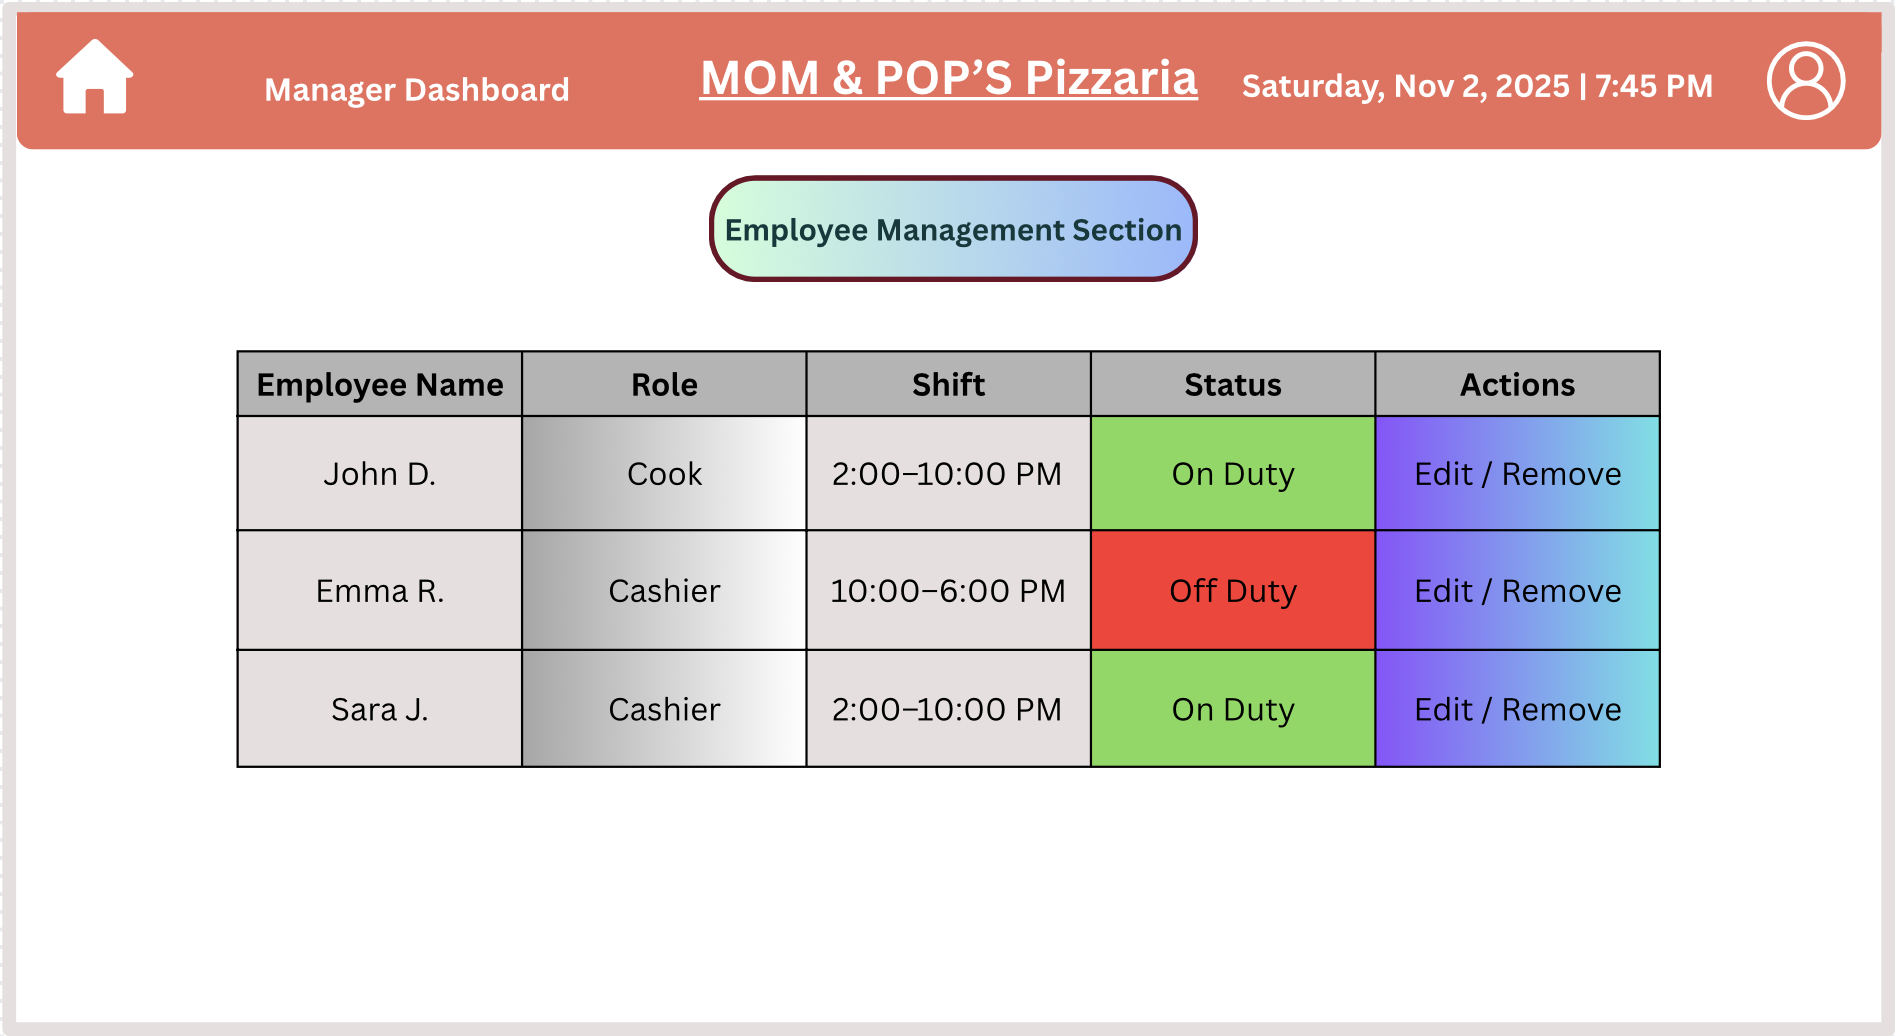 Manager Dashboard
MOM & POP’S Pizzaria
Saturday, Nov 2, 2025 | 7:45 PM
Employee Management Section
Employee Name Role Shift Status Actions
John D. Cook 2:00–10:00 PM On Duty Edit / Remove
Emma R. Cashier 10:00–6:00 PM Off Duty Edit / Remove
Sara J. Cashier 2:00–10:00 PM On Duty Edit / Remove